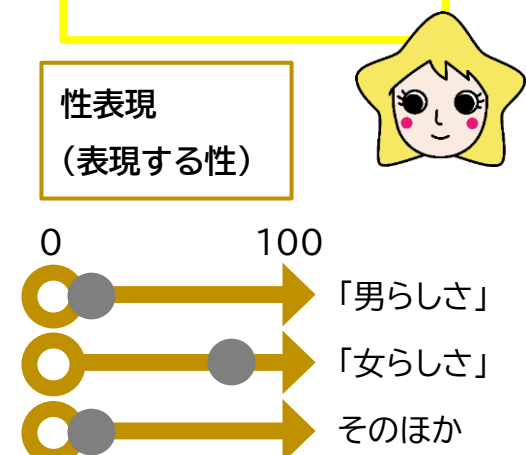 性表現
（表現する性）
0 100
「男らしさ」
「女らしさ」
そのほか